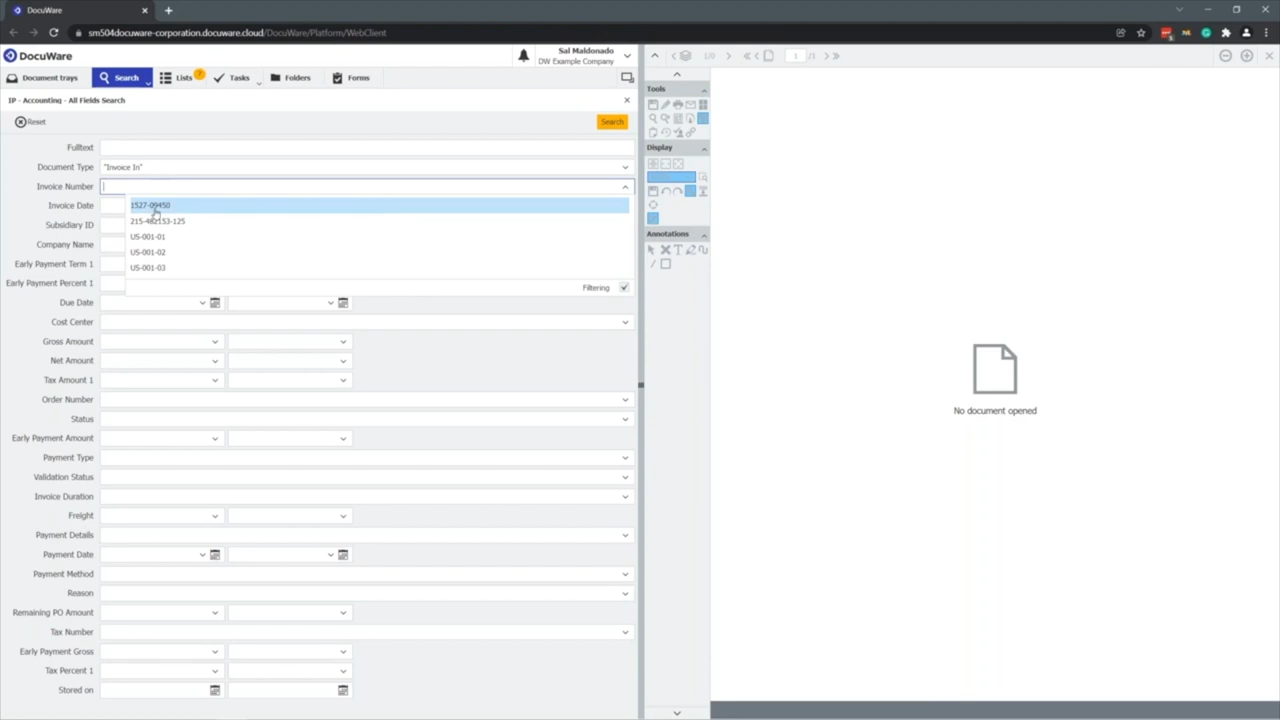 DocuWare
sm504docuware-corporation.docuware.cloud/DocuWare/Platform/WebClient
DocuWare
Sal Maldonado
DW Example Company
1/0
1
/1
Document trays
Search
Lists
7
Tasks
Folders
Forms
IP - Accounting - All Fields Search
Reset
Search
Fulltext
Document Type
"Invoice In"
Invoice Number
Invoice Date
Subsidiary ID
Company Name
Early Payment Term 1
Early Payment Percent 1
1527-09450
215-482153-125
US-001-01
US-001-02
US-001-03
Filtering
Due Date
Cost Center
Gross Amount
Net Amount
Tax Amount 1
Order Number
Status
Early Payment Amount
Payment Type
Validation Status
Invoice Duration
Freight
Payment Details
Payment Date
Payment Method
Reason
Remaining PO Amount
Tax Number
Early Payment Gross
Tax Percent 1
Stored on
Tools
Display
Annotations
No document opened